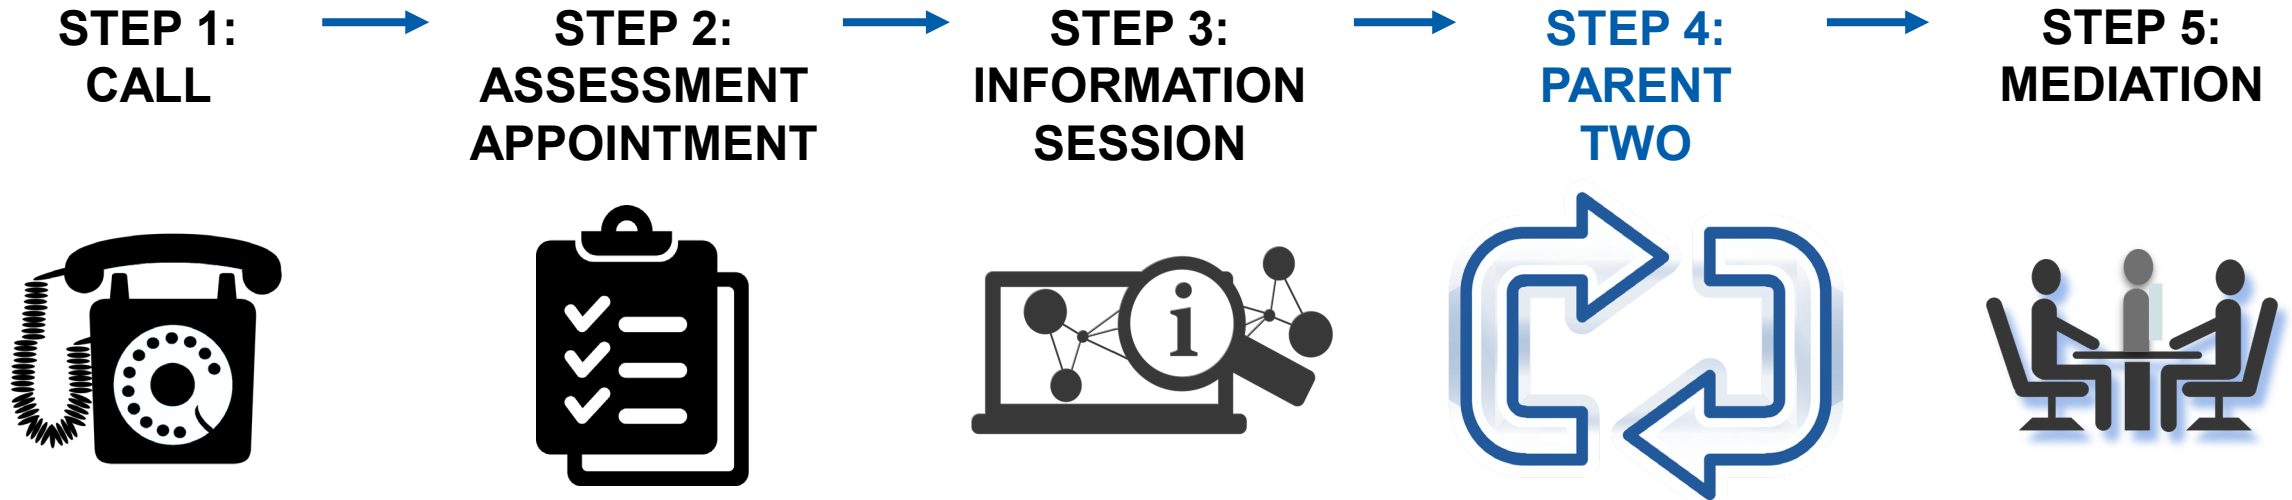 STEP 1:
CALL
STEP 2:
ASSESSMENT
APPOINTMENT
STEP 3:
INFORMATION
SESSION
STEP 4:
PARENT
TWO
STEP 5:
MEDIATION
i